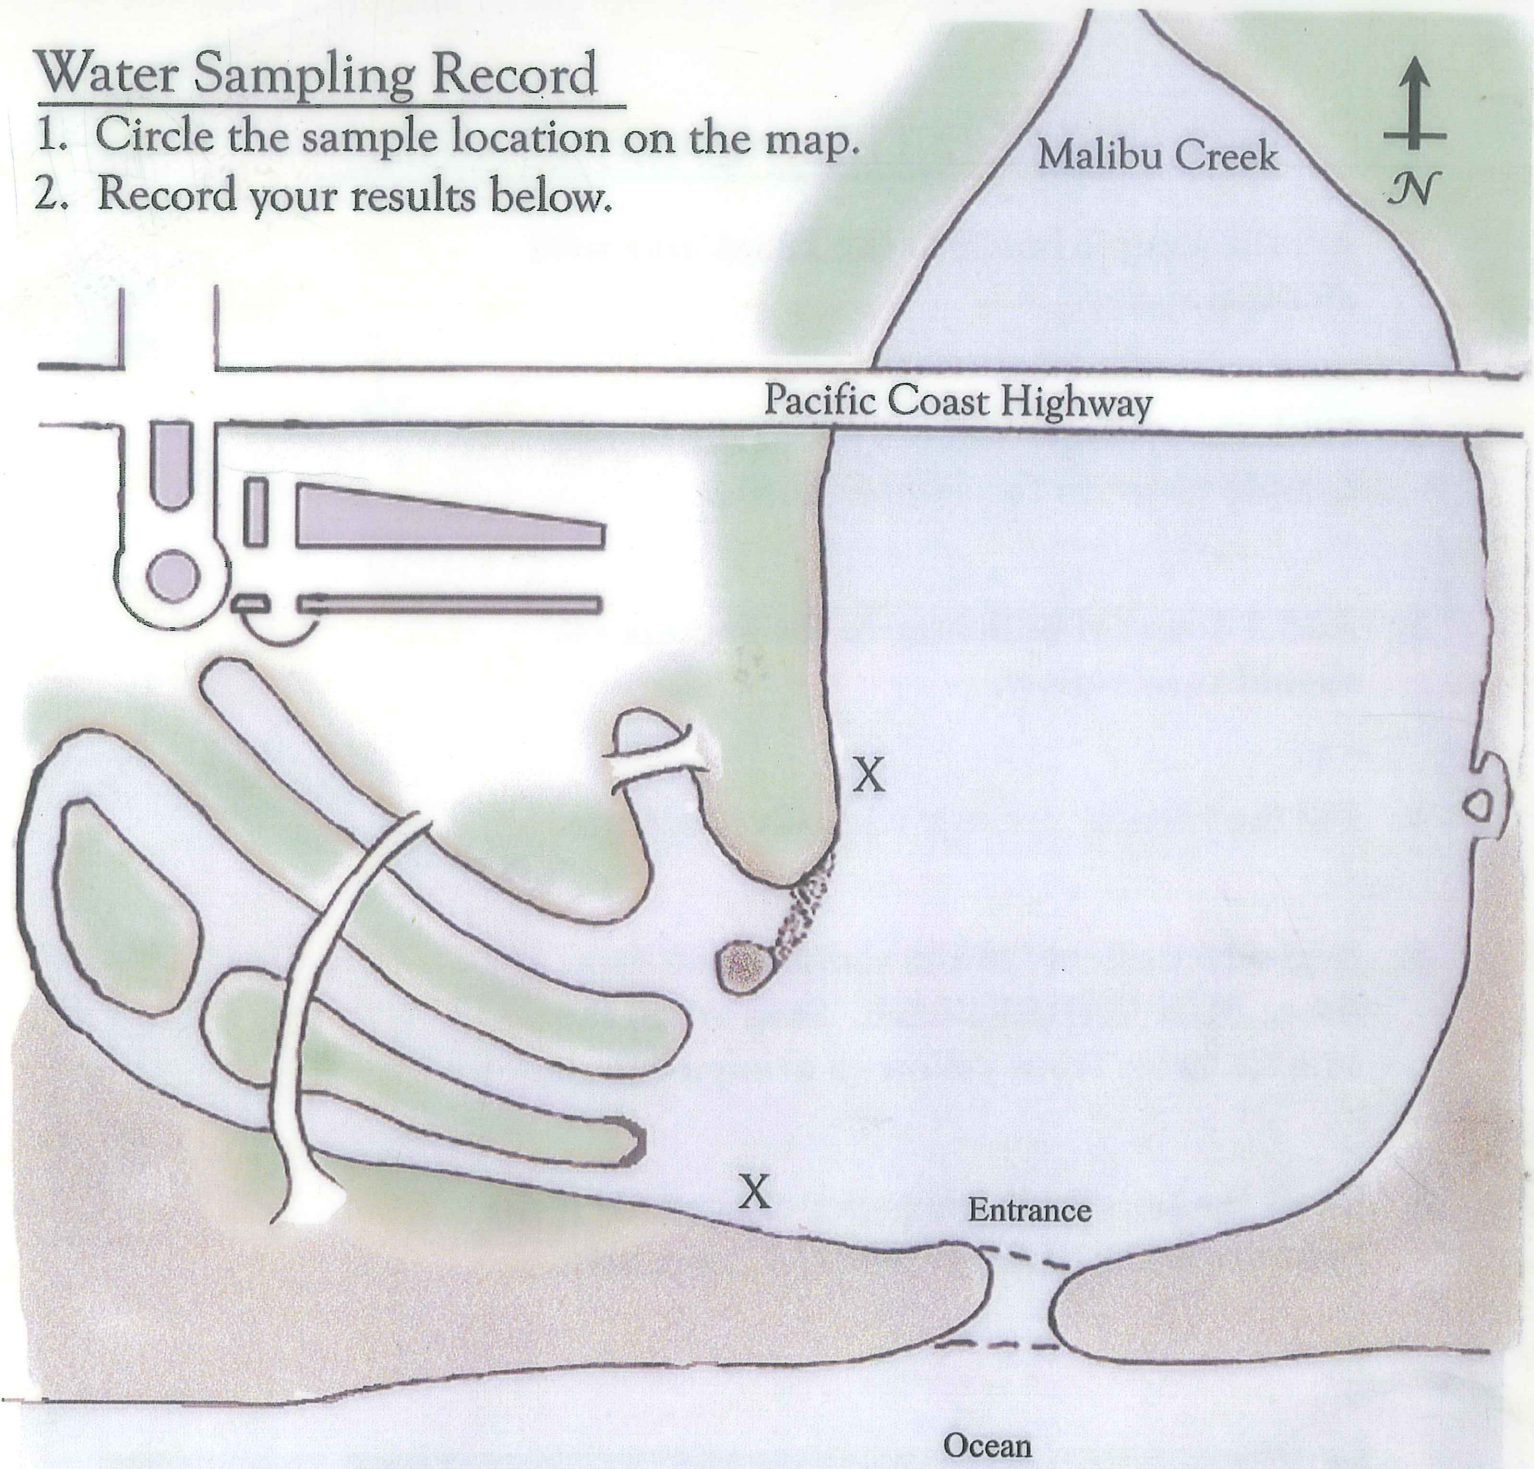 Water Sampling Record
1. Circle the sample location on the map.
2. Record your results below.
Malibu Creek
N
Pacific Coast Highway
X
X
Entrance
Ocean